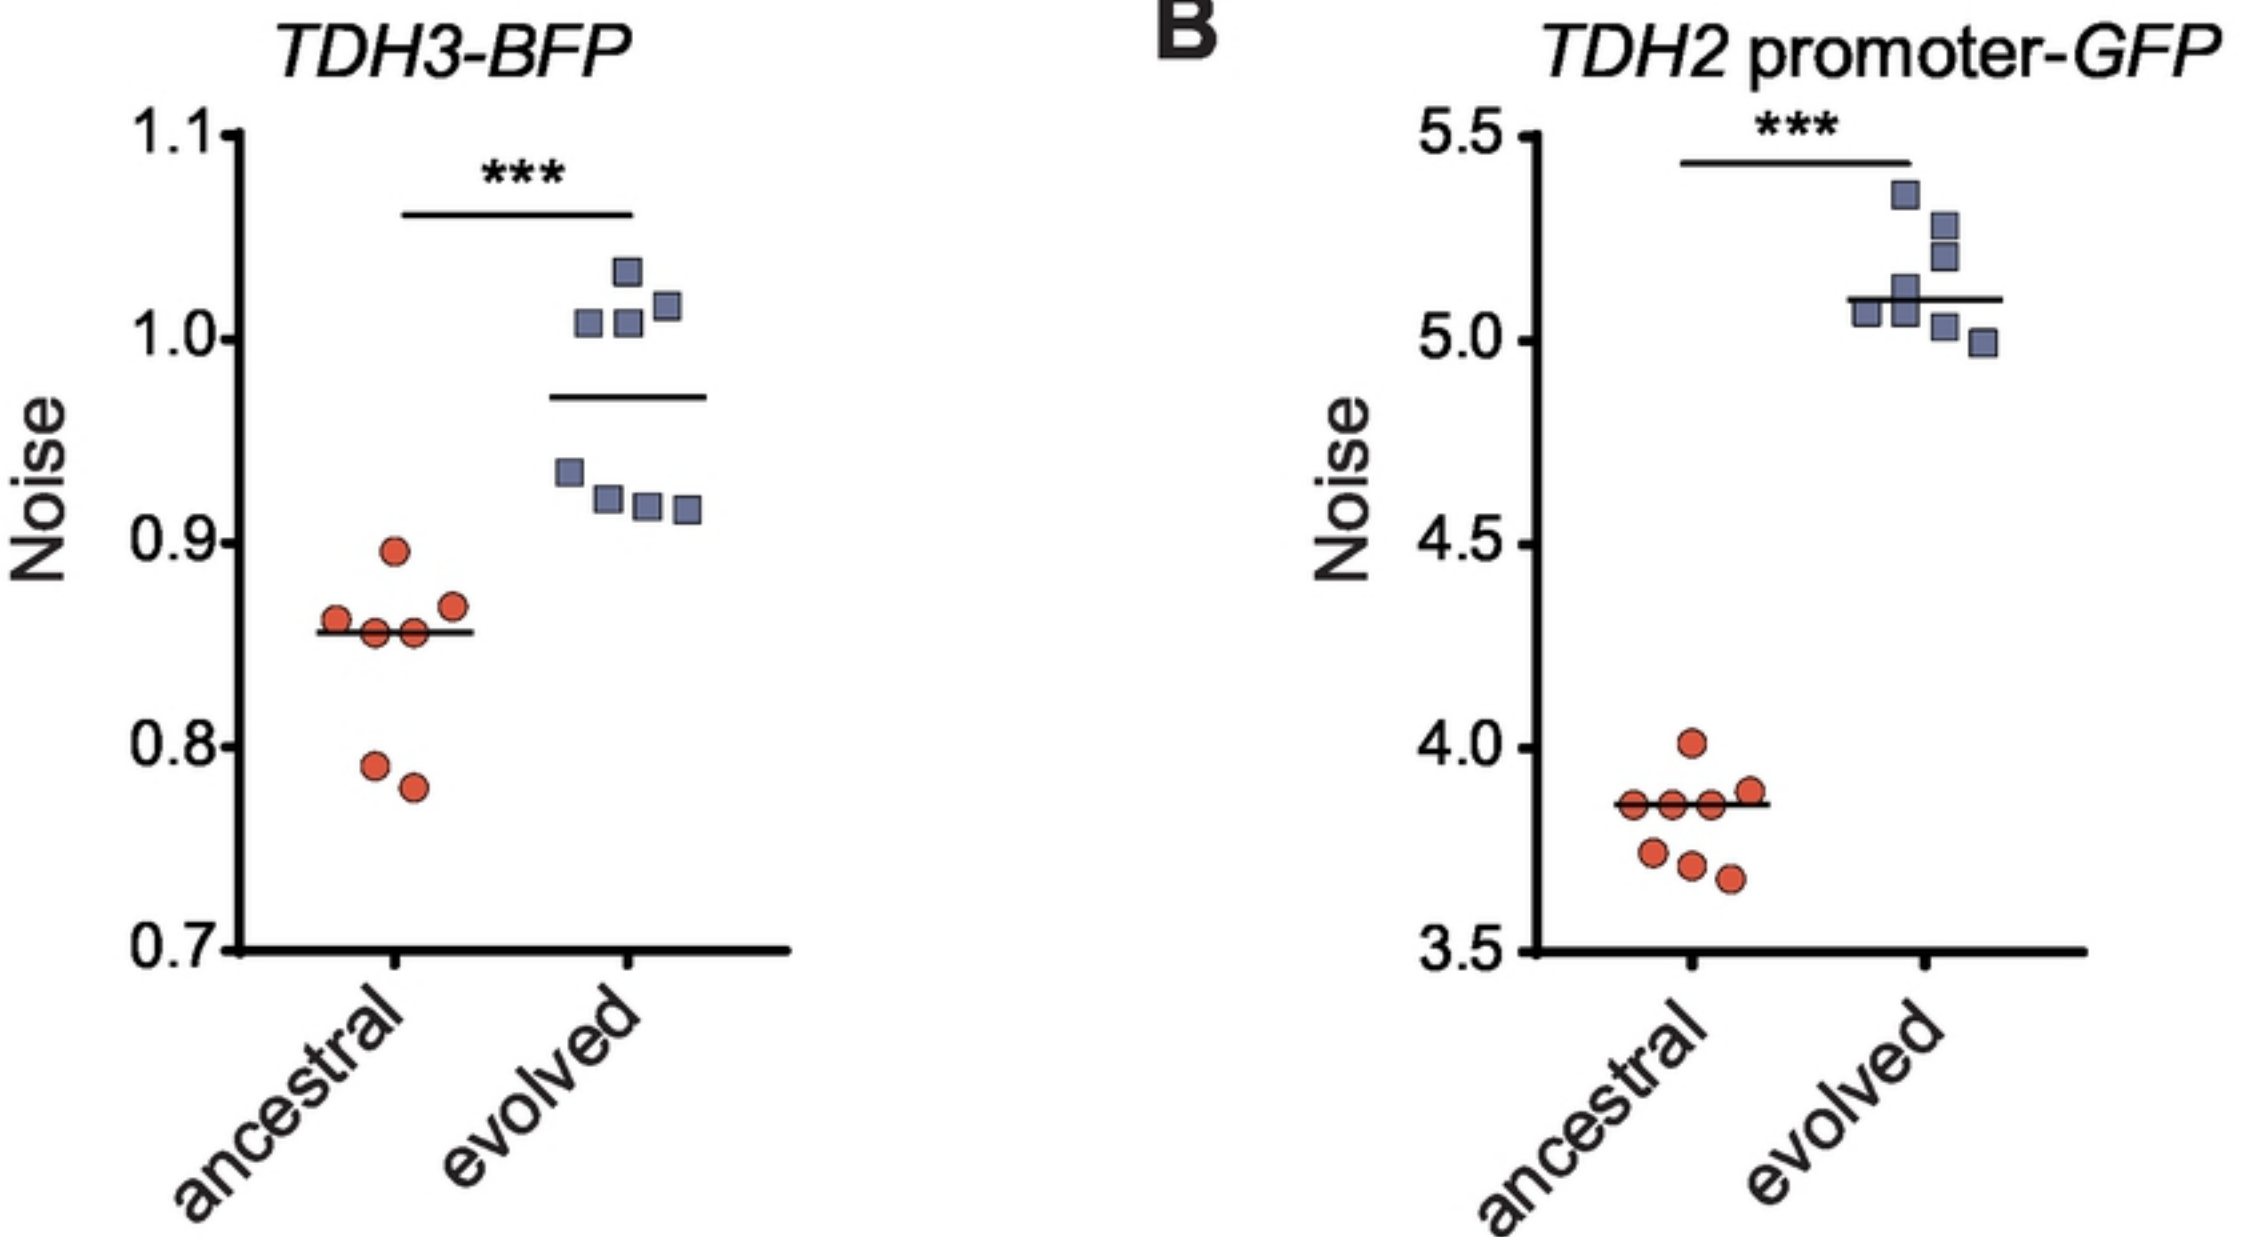 TDH3-BFP
1.1
***
1.0
0.9
0.8
0.7
Noise
ancestral
evolved
B
TDH2 promoter-GFP
5.5
***
5.0
4.5
4.0
3.5
Noise
ancestral
evolved